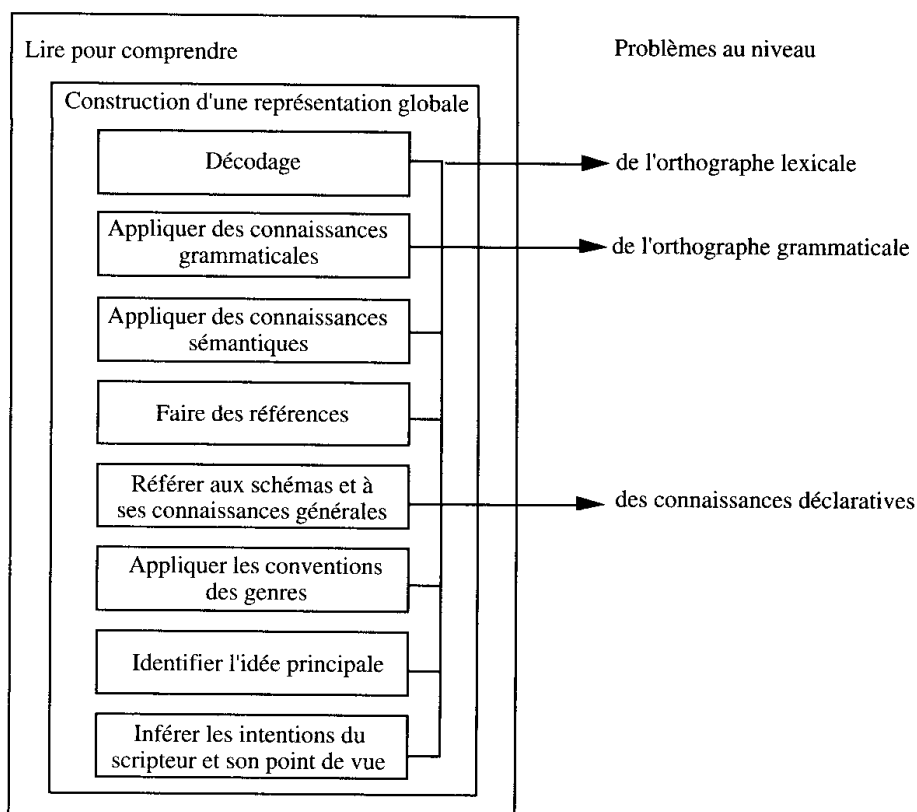 Lire pour comprendre
Problèmes au niveau
Construction d'une représentation globale
Décodage
de l'orthographe lexicale
Appliquer des connaissances
grammaticales
de l'orthographe grammaticale
Appliquer des connaissances
sémantiques
Faire des références
Référer aux schémas et à
ses connaissances générales
des connaissances déclaratives
Appliquer les conventions
des genres
Identifier l'idée principale
Inférer les intentions du
scripteur et son point de vue